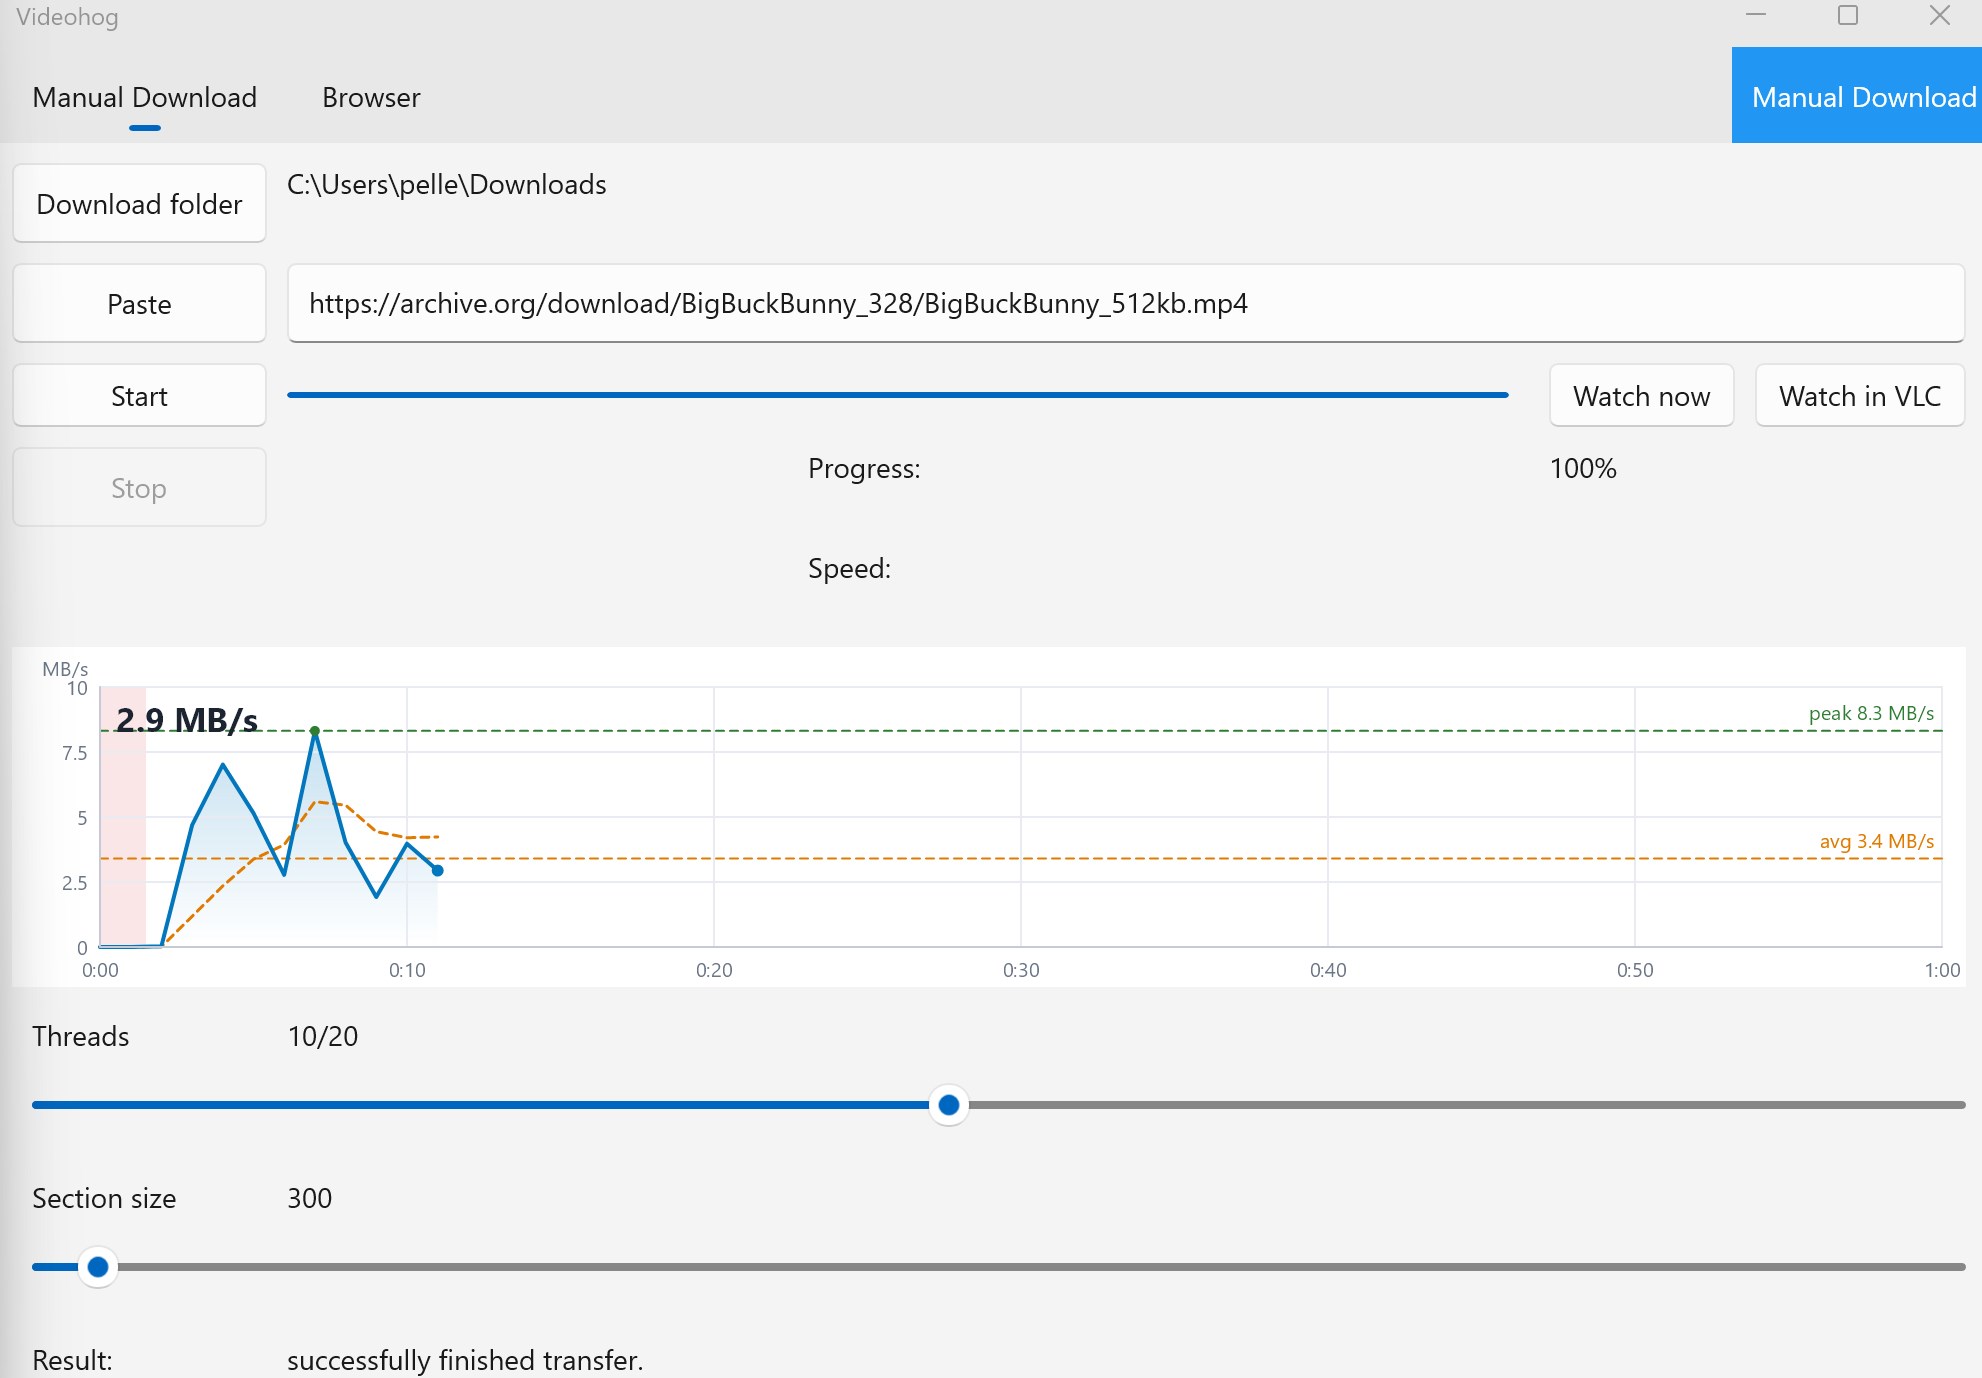 Videohog
Manual Download
Browser
Manual Download
Download folder
C:\Users\pelle\Downloads
Paste
https://archive.org/download/BigBuckBunny_328/BigBuckBunny_512kb.mp4
Start
Watch now
Watch in VLC
Stop
Progress:
100%
Speed:
MB/s
10
2.9 MB/s
peak 8.3 MB/s
7.5
5
avg 3.4 MB/s
2.5
0
0:00
0:10
0:20
0:30
0:40
0:50
1:00
Threads
10/20
Section size
300
Result:
successfully finished transfer.